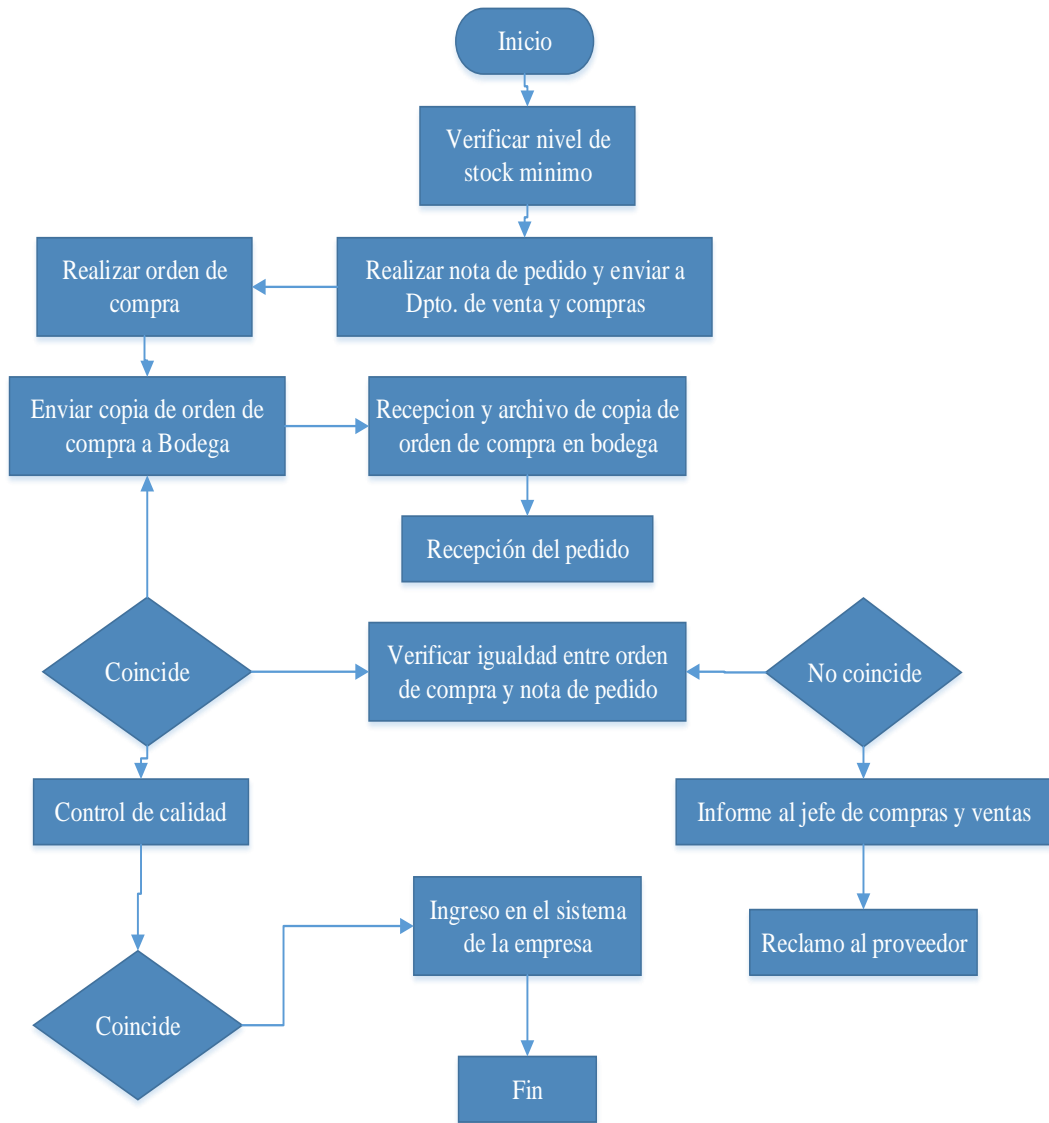 Inicio
Verificar nivel de
stock minimo
Realizar orden de
compra
Realizar nota de pedido y enviar a
Dpto. de venta y compras
Enviar copia de orden de
compra a Bodega
Recepcion y archivo de copia de
orden de compra en bodega
Recepción del pedido
Coincide
Verificar igualdad entre orden
de compra y nota de pedido
No coincide
Control de calidad
Informe al jefe de compras y ventas
Ingreso en el sistema
de la empresa
Reclamo al proveedor
Coincide
Fin